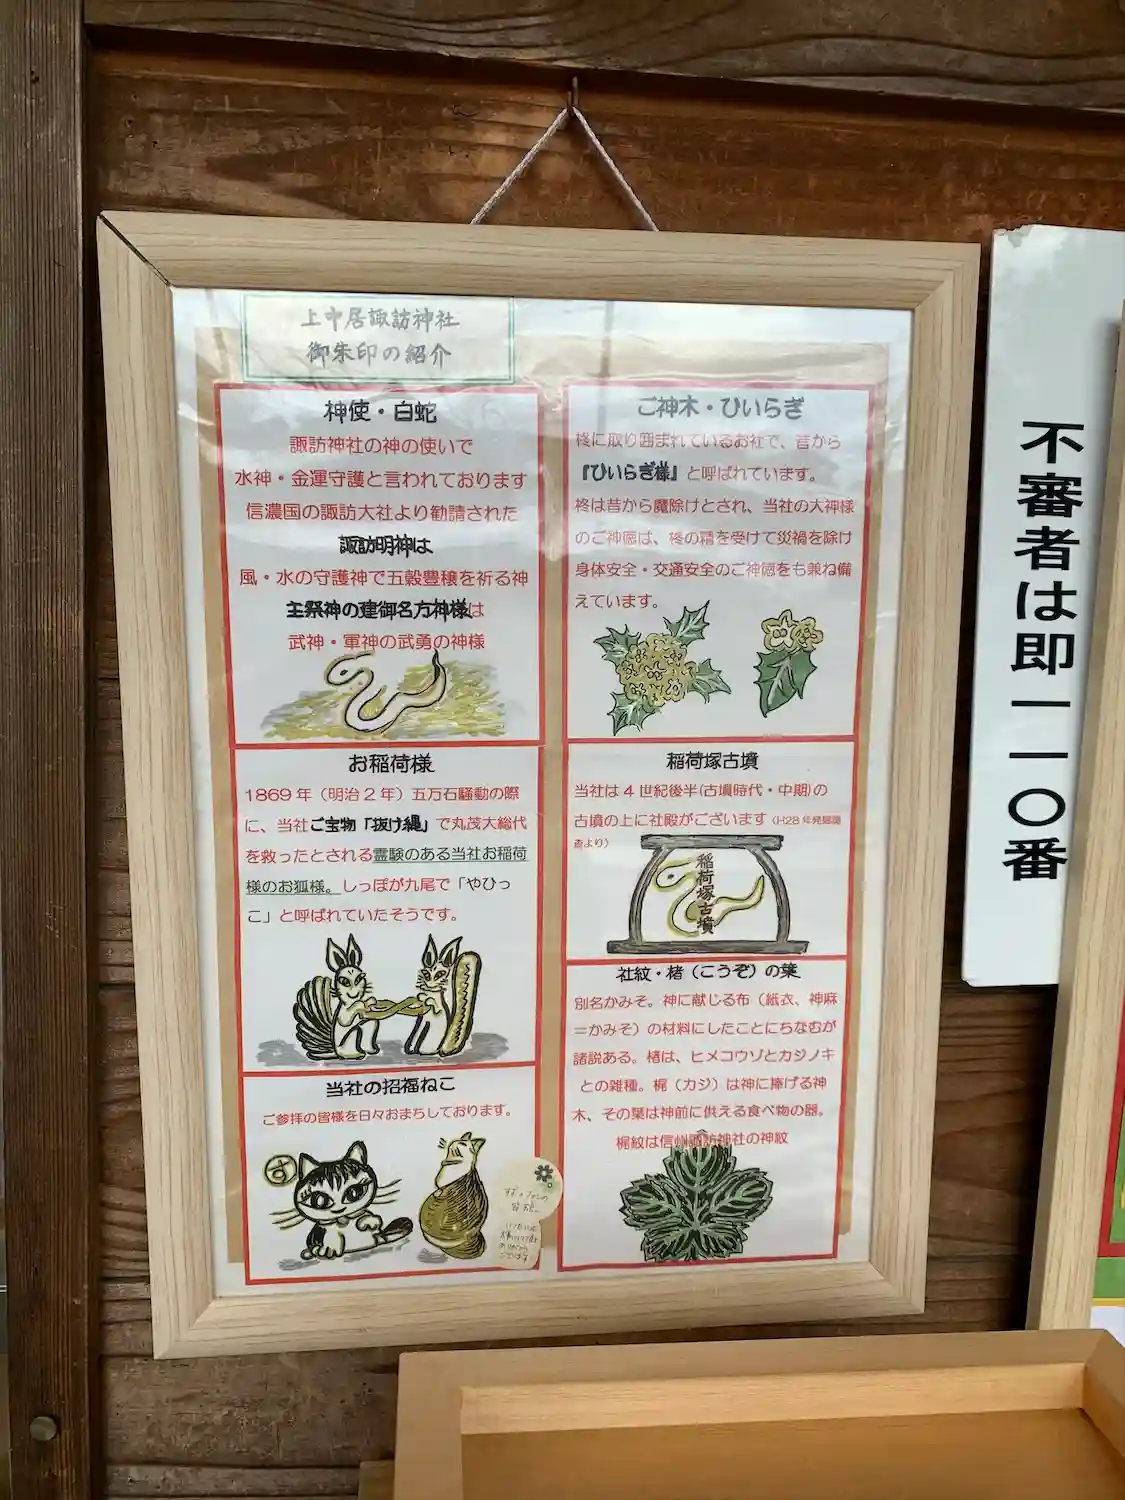 上中居諏訪神社
御朱印の紹介
神使・白蛇
諏訪神社の神の使いで
水神・金運守護と言われております
信濃国の諏訪大社より勧請された
諏訪明神は
風・水の守護神で五穀豊穣を祈る神
主祭神の建御名方神様は
武神・軍神の武勇の神様
お稲荷様
1869年（明治2年）五万石騒動の際
に、当社ご宝物「抜け縄」で丸茂大総代
を救ったとされる霊験のある当社お稲荷
様のお狐様。しっぽが九尾で「やひっ
こ」と呼ばれていたそうです。
当社の招福ねこ
ご参拝の皆様を日々おまちしております。
す
ご神木・ひいらぎ
柊に取り囲まれているお社で、昔から
『ひいらぎ様』と呼ばれています。
柊は昔から魔除けとされ、当社の大神様
のご神徳は、柊の精を受けて災禍を除け
身体安全・交通安全のご神徳をも兼ね備
えています。
稲荷塚古墳
当社は4世紀後半(古墳時代・中期)の
古墳の上に社殿がございます（H28年発掘調
査より）
稲荷塚古墳
社紋・楮（こうぞ）の葉
別名かみそ。神に献じる布（紙衣、神麻
＝かみそ）の材料にしたことにちなむが
諸説ある。楮は、ヒメコウゾとカジノキ
との雑種。梶（カジ）は神に捧げる神
木、その葉は神前に供える食べ物の器。
梶紋は信州諏訪神社の神紋
不審者は即一一〇番